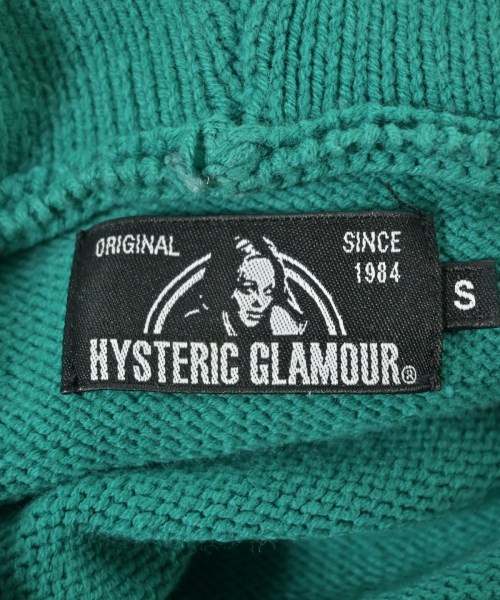 ORIGINAL SINCE
1984
HYSTERIC GLAMOUR®
S